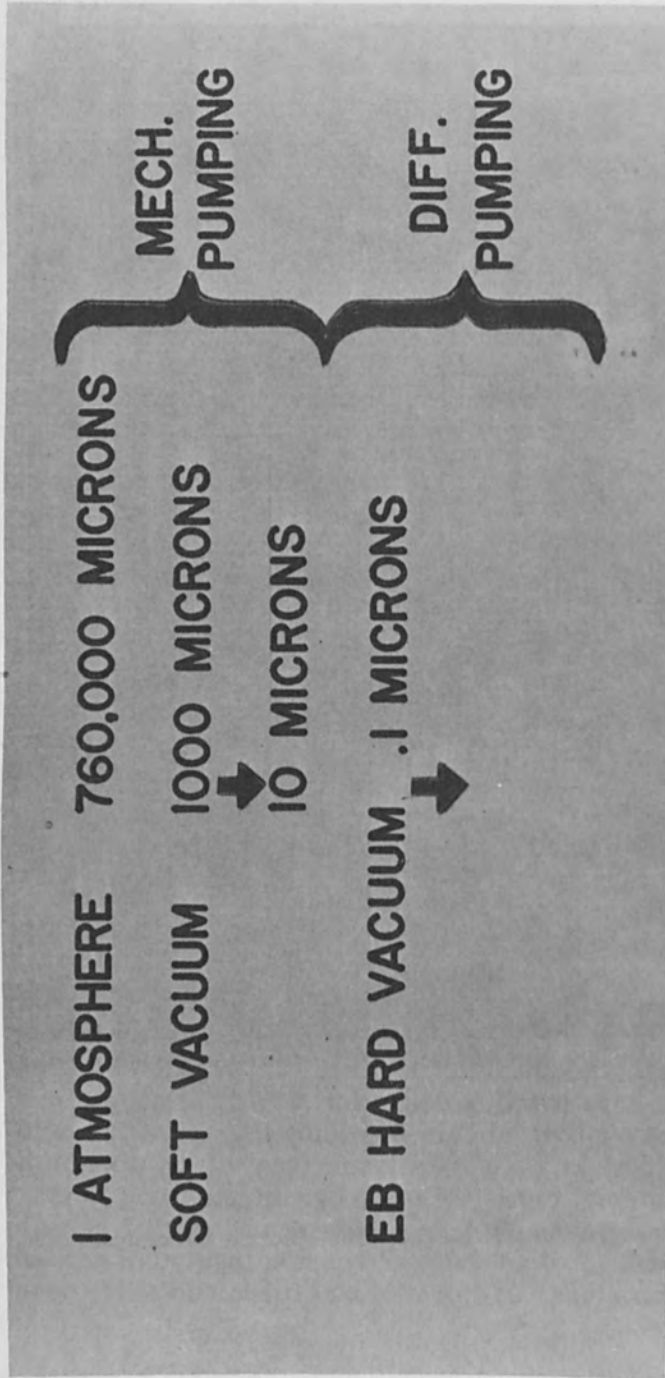 1 ATMOSPHERE 760,000 MICRONS
SOFT VACUUM 1000 MICRONS
10 MICRONS
MECH.
PUMPING
EB HARD VACUUM .1 MICRONS
DIFF.
PUMPING